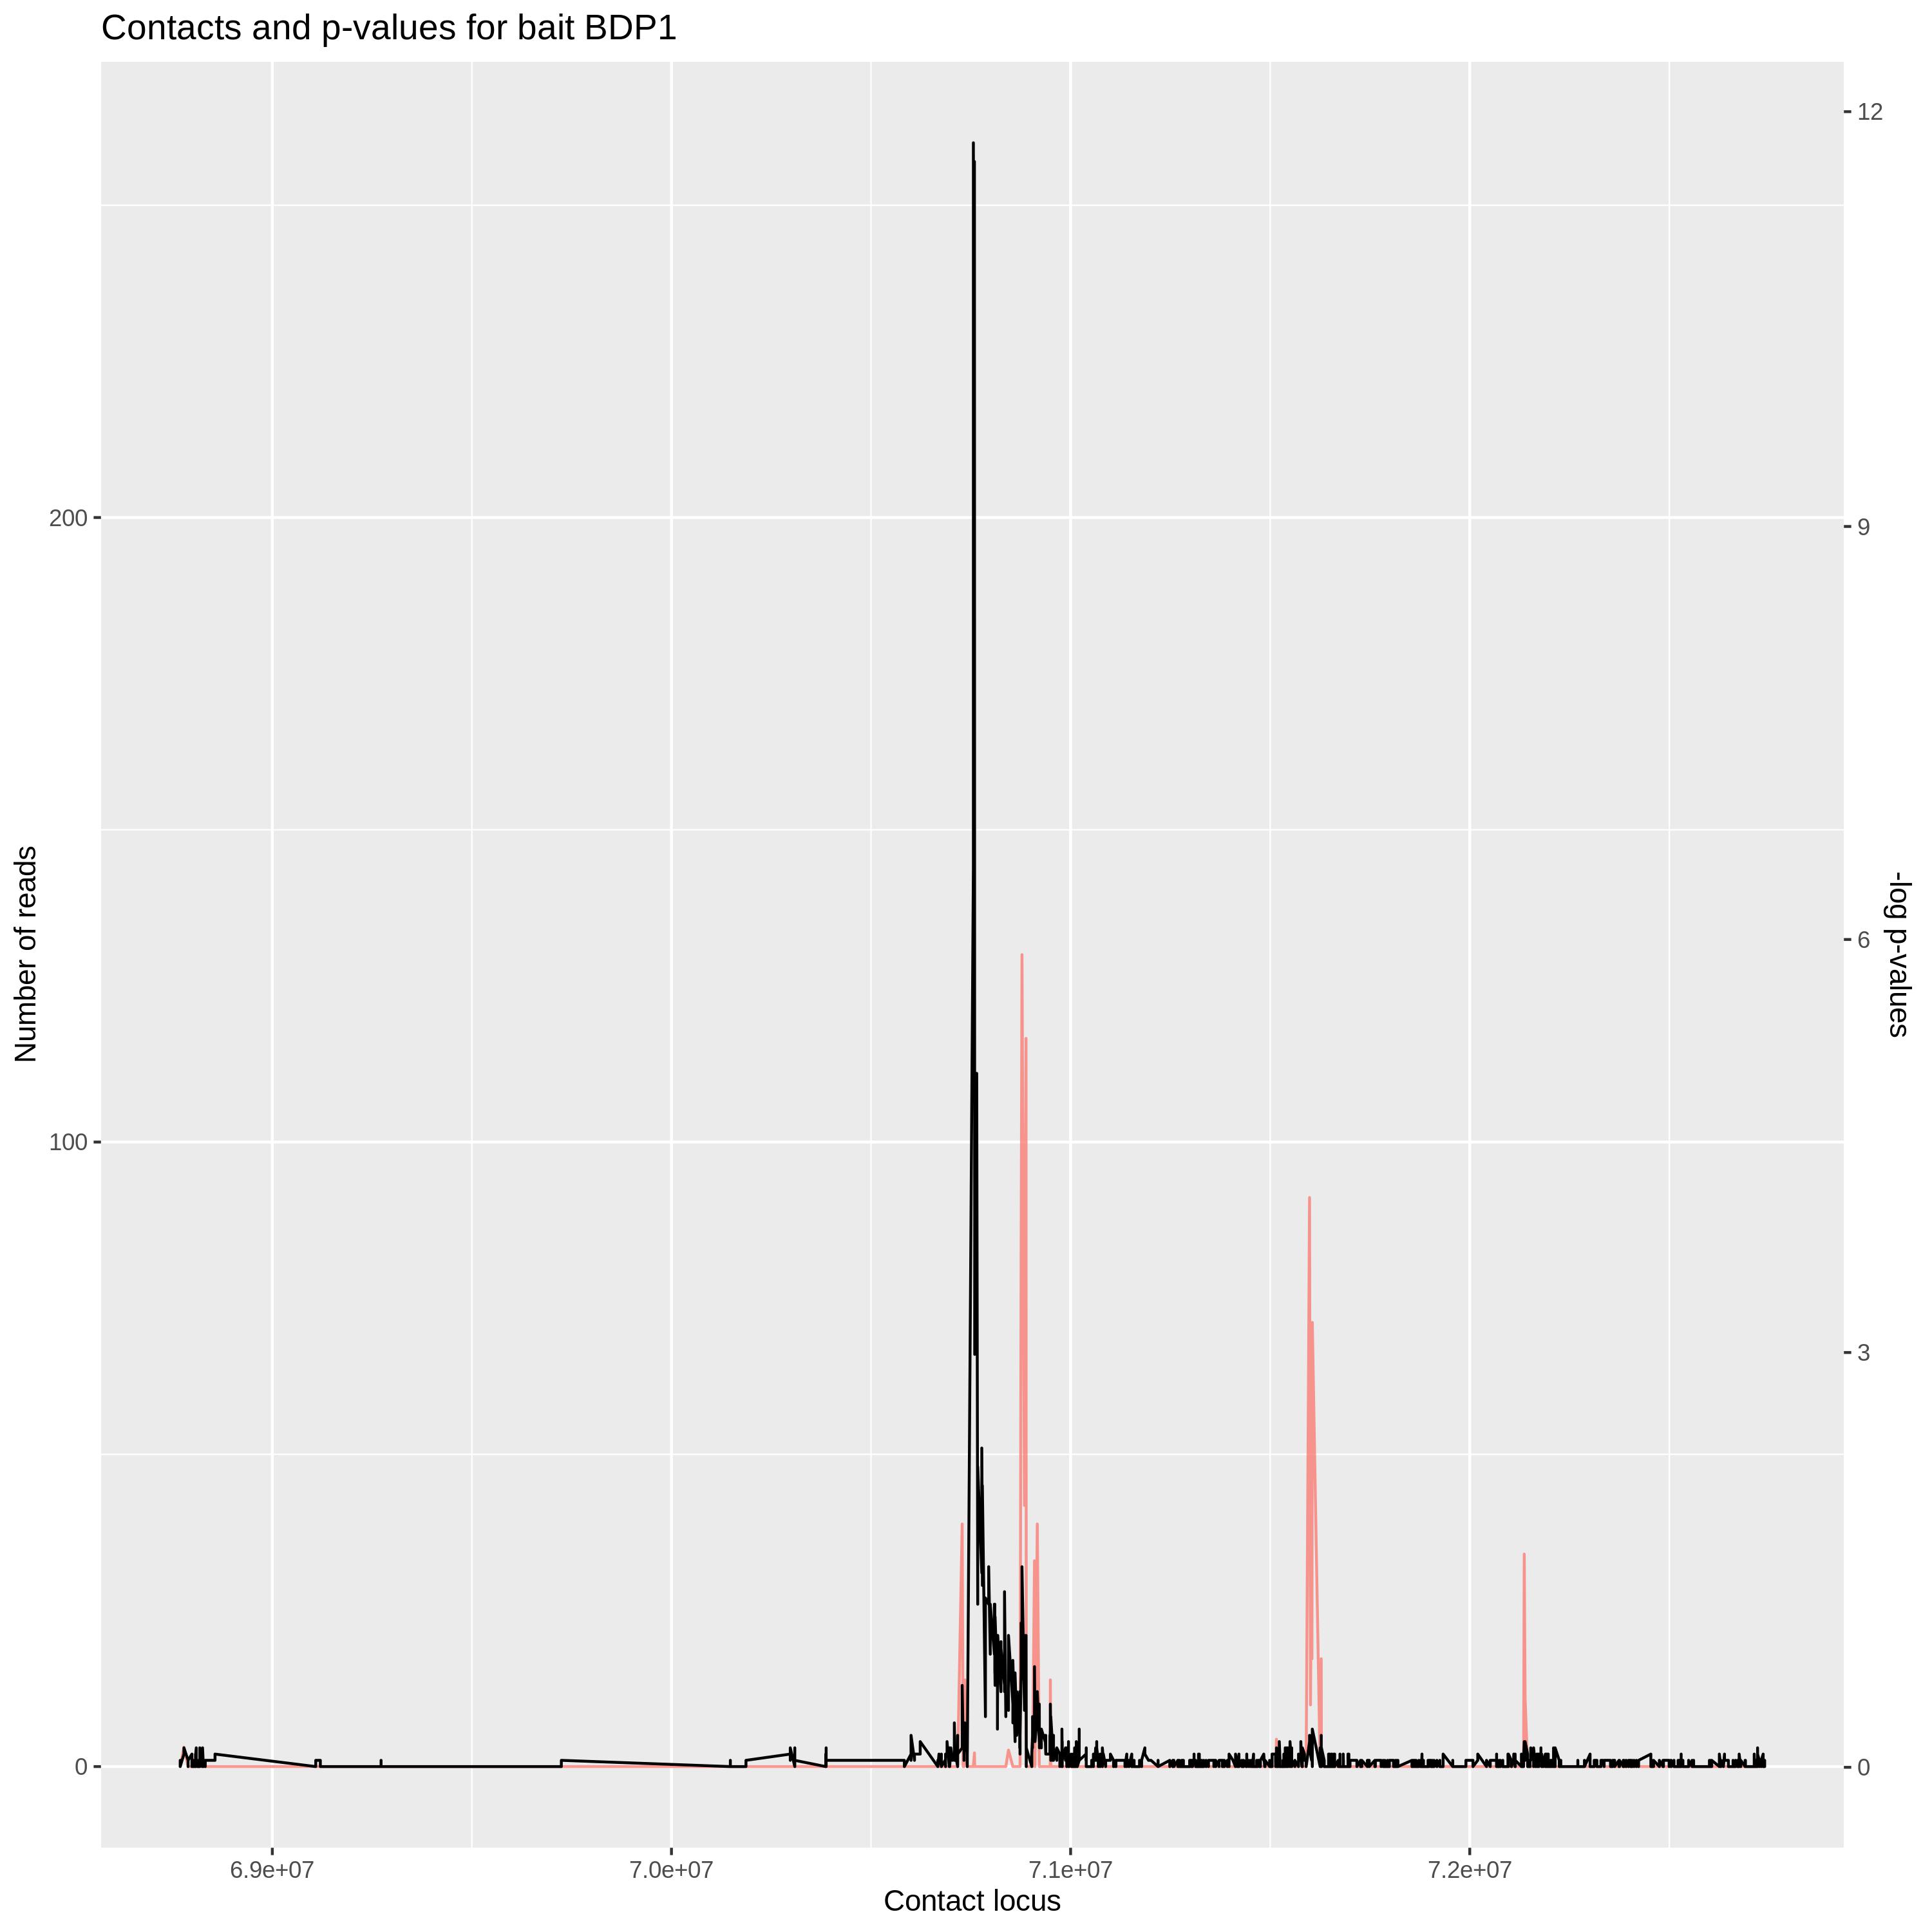 Contacts and p-values for bait BDP1
12
200
9
Number of reads
6
-log p-values
100
3
0
0
6.9e+07
7.0e+07
7.1e+07
7.2e+07
Contact locus